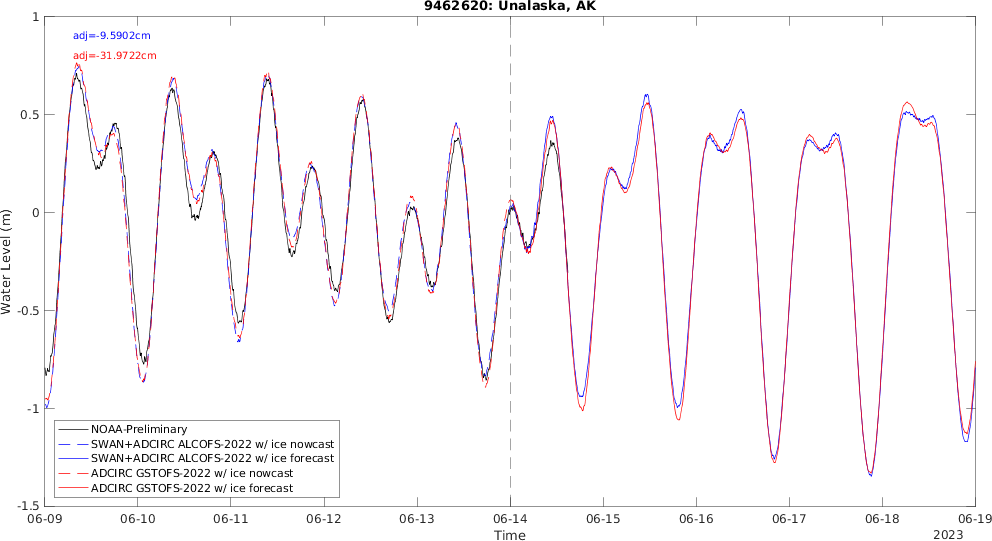 9462620: Unalaska, AK
adj=-9.5902cm
adj=-31.9722cm
Water Level (m)
1
0.5
0
-0.5
-1
-1.5
NOAA-Preliminary
SWAN+ADCIRC ALCOFS-2022 w/ ice nowcast
SWAN+ADCIRC ALCOFS-2022 w/ ice forecast
ADCIRC GSTOFS-2022 w/ ice nowcast
ADCIRC GSTOFS-2022 w/ ice forecast
06-09 06-10 06-11 06-12 06-13 06-14 06-15 06-16 06-17 06-18 06-19
Time
2023